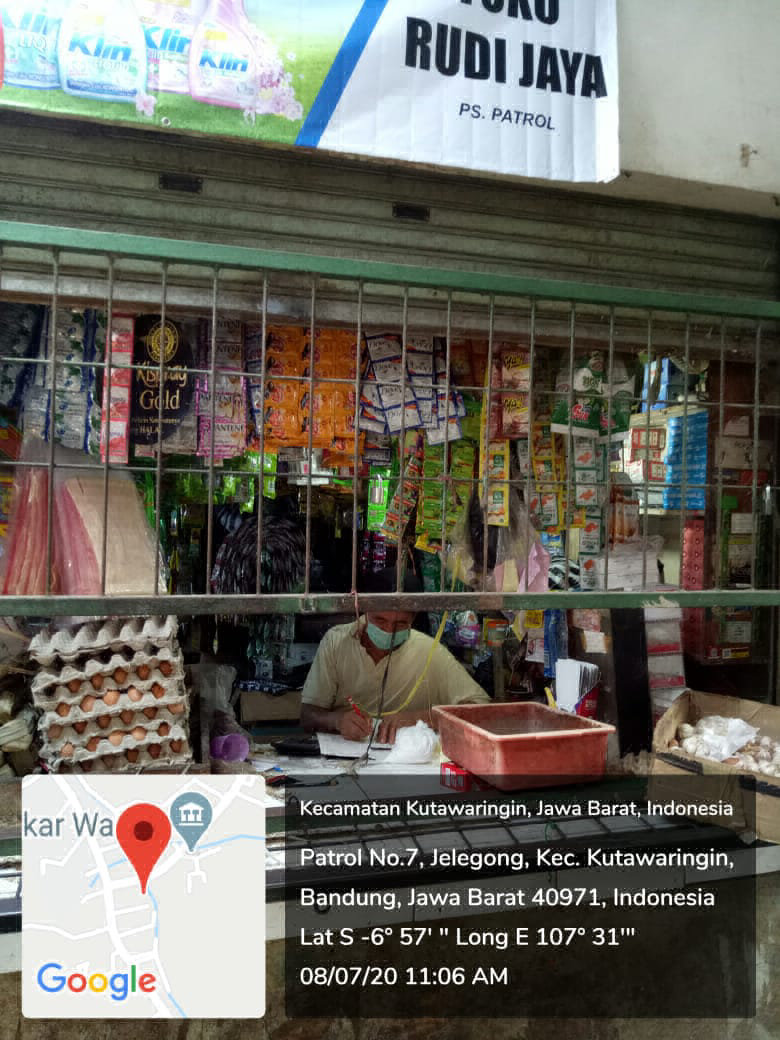 TOKO
RUDI JAYA
PS. PATROL
Klin
Klin
Klin
Gold
HALAL
kar Wa
Google
Kecamatan Kutawaringin, Jawa Barat, Indonesia
Patrol No.7, Jelegong, Kec. Kutawaringin,
Bandung, Jawa Barat 40971, Indonesia
Lat S -6° 57' " Long E 107° 31'"
08/07/20 11:06 AM